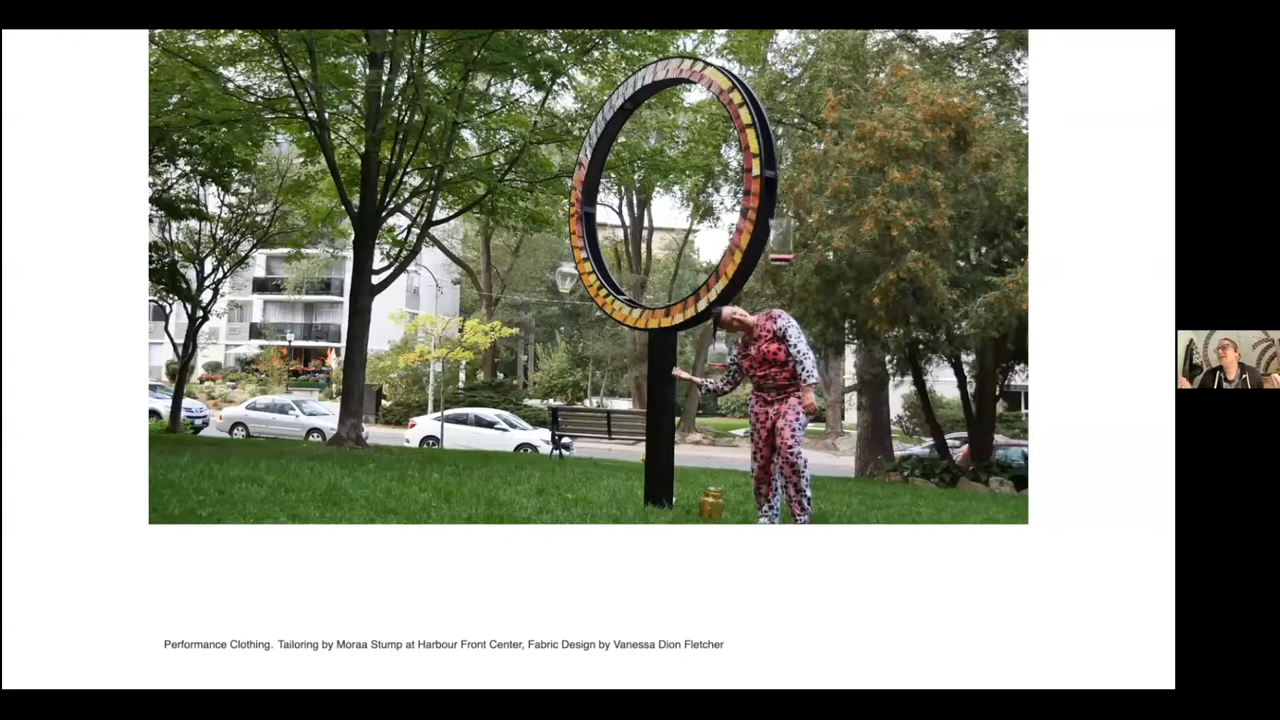 Performance Clothing. Tailoring by Moraa Stump at Harbour Front Center, Fabric Design by Vanessa Dion Fletcher